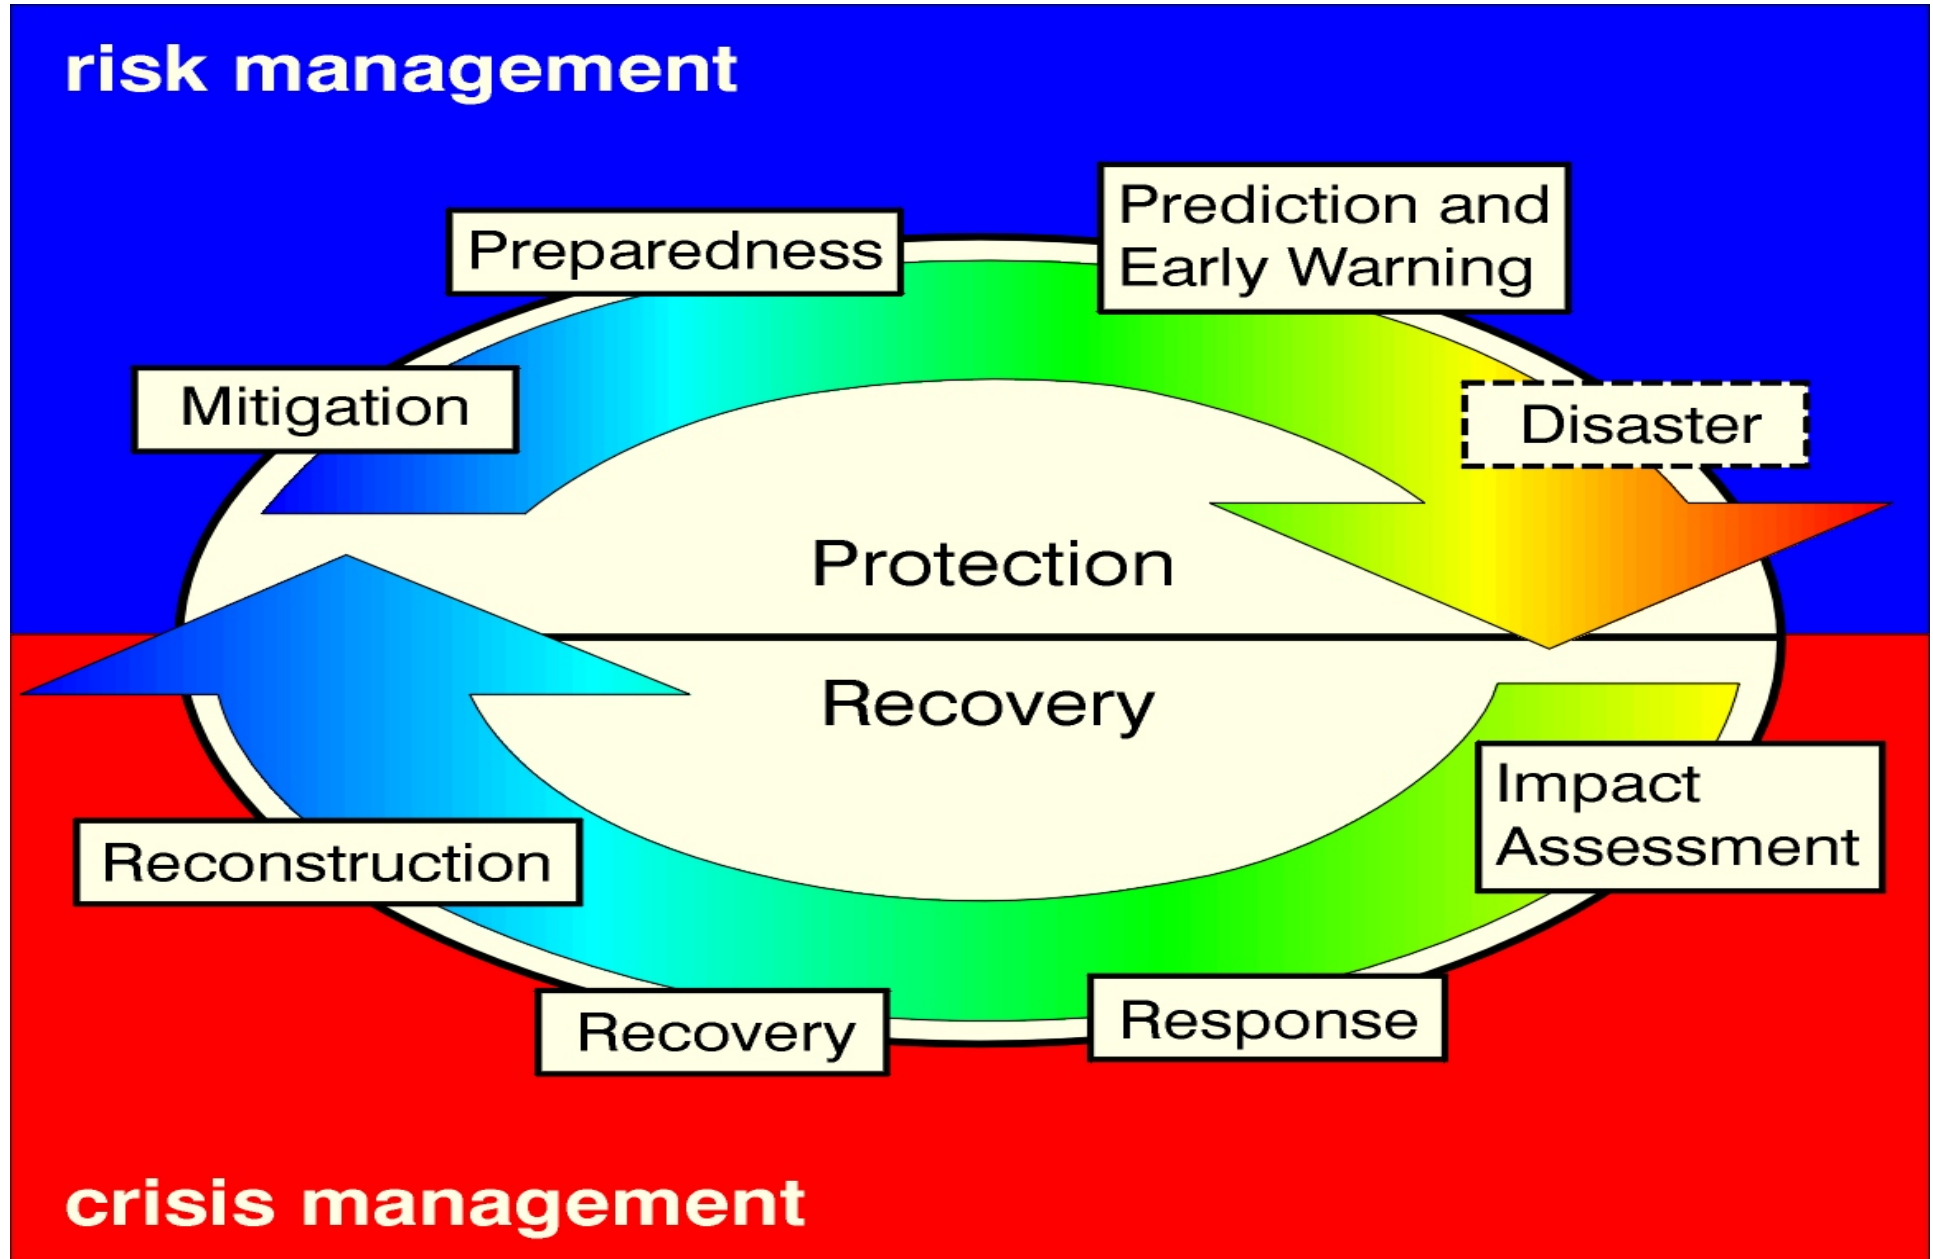 risk management
Prediction and
Early Warning
Preparedness
Mitigation
Disaster
Protection
Recovery
Impact
Assessment
Reconstruction
Response
Recovery
crisis management